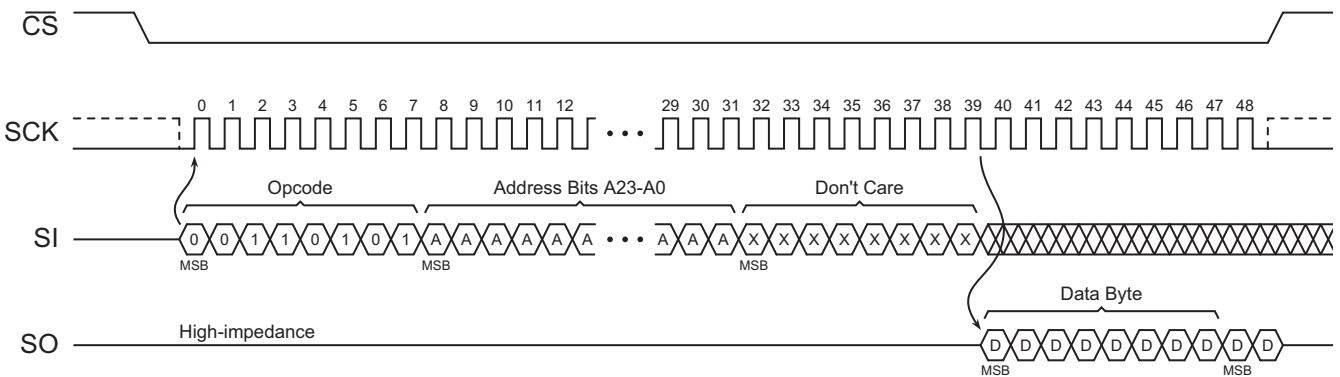 CS
0 1 2 3 4 5 6 7 8 9 10 11 12 29 30 31 32 33 34 35 36 37 38 39 40 41 42 43 44 45 46 47 48
SCK
Opcode Address Bits A23-A0 Don't Care
SI 0 0 1 1 0 1 0 1 A A A A A A A A A X X X X X X X X
MSB MSB MSB
Data Byte
High-impedance
SO D D D D D D D D D D
MSB MSB